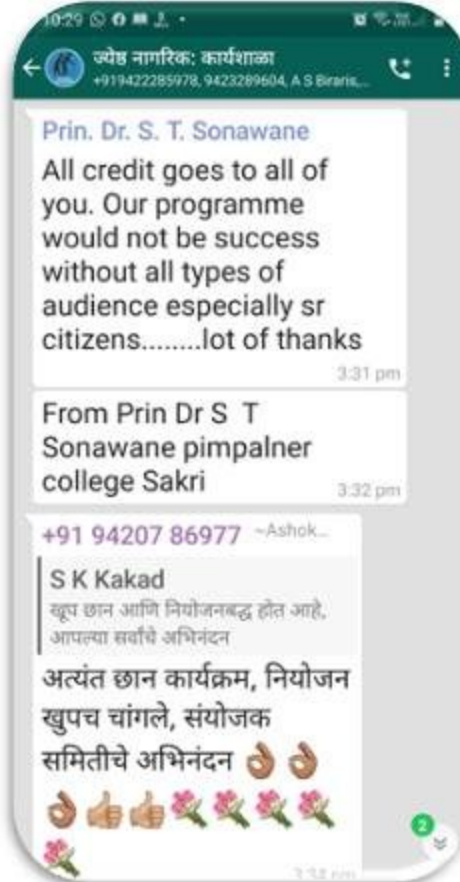 10:29
ज्येष्ठ नागरिक: कार्यशाळा
+919422285978, 9423289604, A S Biraris,...
Prin. Dr. S. T. Sonawane
All credit goes to all of
you. Our programme
would not be success
without all types of
audience especially sr
citizens........lot of thanks
3:31 pm
From Prin Dr S T
Sonawane pimpalner
college Sakri
3:32 pm
+91 94207 86977 ~Ashok...
S K Kakad
खूप छान आणि नियोजनबद्ध होत आहे,
आपल्या सर्वांचे अभिनंदन
अत्यंत छान कार्यक्रम, नियोजन
खुपच चांगले, संयोजक
समितीचे अभिनंदन 👌🏽 👌🏽
👌🏽 👍🏼 👍🏼 💐 💐 💐 💐
💐
2